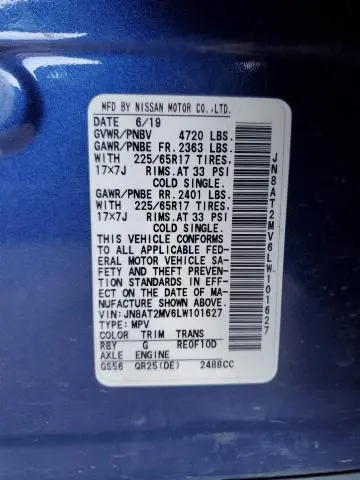 MFD BY NISSAN MOTOR CO.,LTD.
DATE 6/19
GVWR/PNBV 4720 LBS.
GAWR/PNBE FR. 2363 LBS.
WITH 225/65R17 TIRES,
17x7J RIMS.AT 33 PSI
COLD SINGLE.
GAWR/PNBE RR. 2401 LBS.
WITH 225/65R17 TIRES,
17x7J RIMS.AT 33 PSI
COLD SINGLE.
THIS VEHICLE CONFORMS
TO ALL APPLICABLE FED-
ERAL MOTOR VEHICLE SA-
FETY AND THEFT PREVEN-
TION STANDARDS IN EFF-
ECT ON THE DATE OF MA-
NUFACTURE SHOWN ABOVE
VIN:JN8AT2MV6LW101627
TYPE:MPV
COLOR TRIM TRANS
RBY G RE0F10D
AXLE ENGINE
GS56 QR25(DE) 2488CC
JN8AT2MV6LW101627